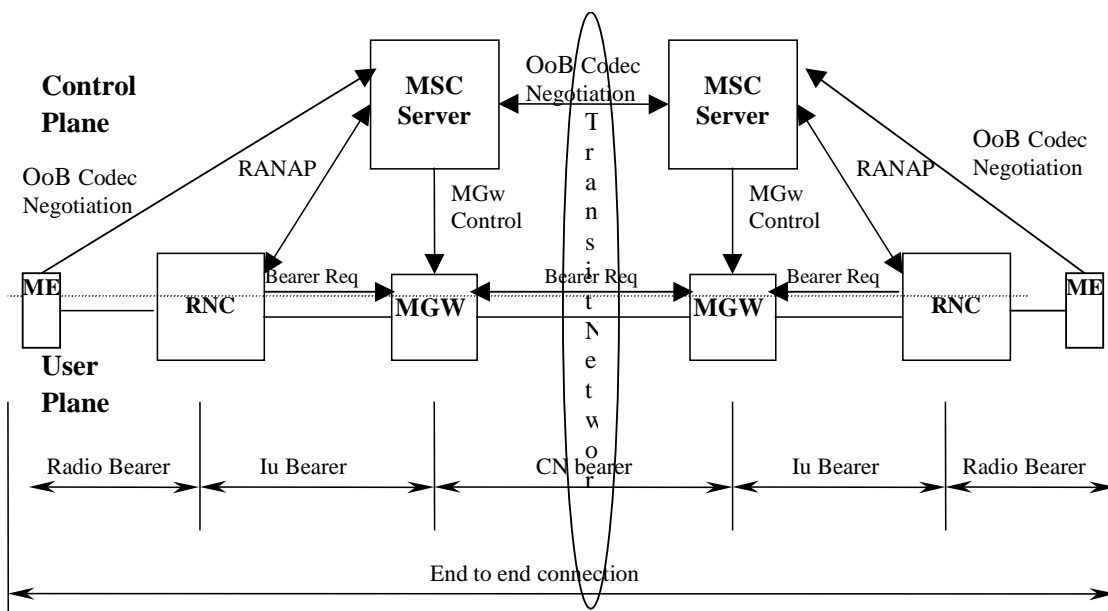 Control
Plane
OoB Codec
Negotiation
RANAP
MSC
Server
OoB Codec
Negotiation
MSC
Server
RANAP
OoB Codec
Negotiation
MGw
Control
MGw
Control
Transit Networ
ME
RNC
Bearer Req
MGW
Bearer Req
MGW
Bearer Req
RNC
ME
User
Plane
Radio Bearer
Iu Bearer
CN bearer
Iu Bearer
Radio Bearer
End to end connection